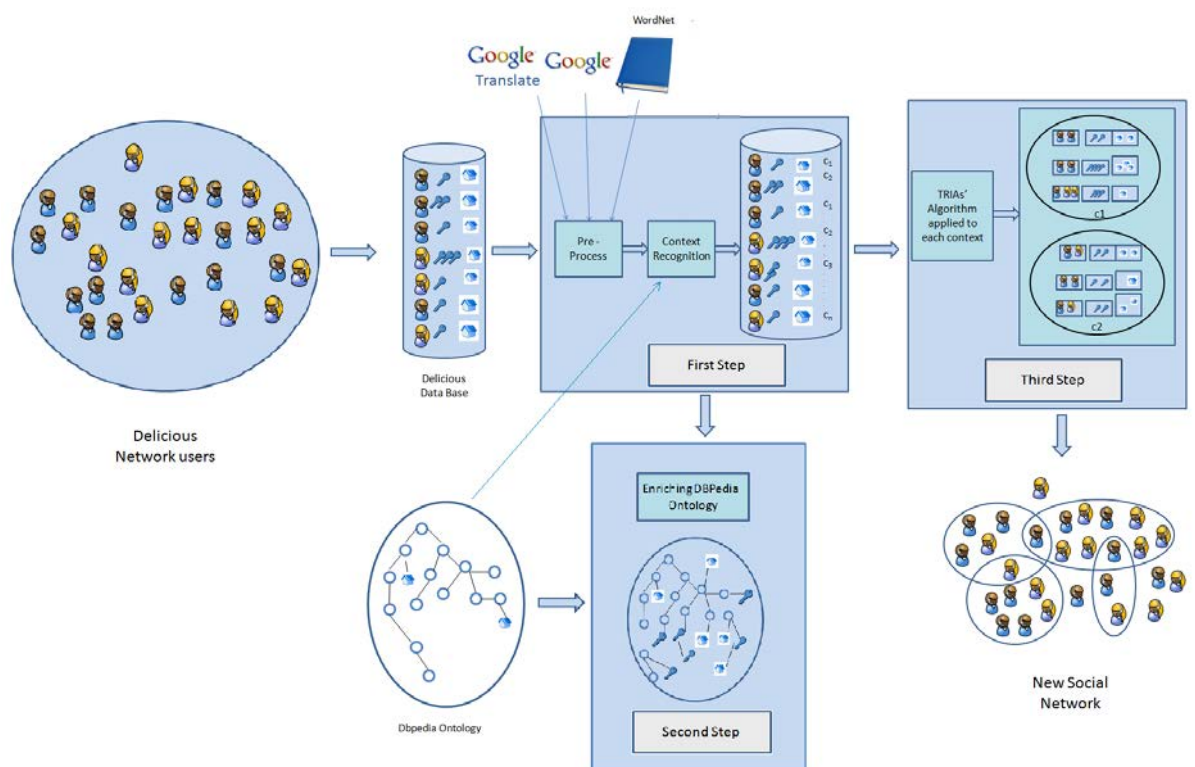 WordNet
Google
Translate
Google
Delicious
Network users
Delicious
Data Base
Pre -
Process
Context
Recognition
c1
c2
c1
c2
c3
cn
First Step
TRIAs'
Algorithm
applied to
each context
c1
c2
Third Step
Dbpedia Ontology
Enriching DBPedia
Ontology
Second Step
New Social
Network